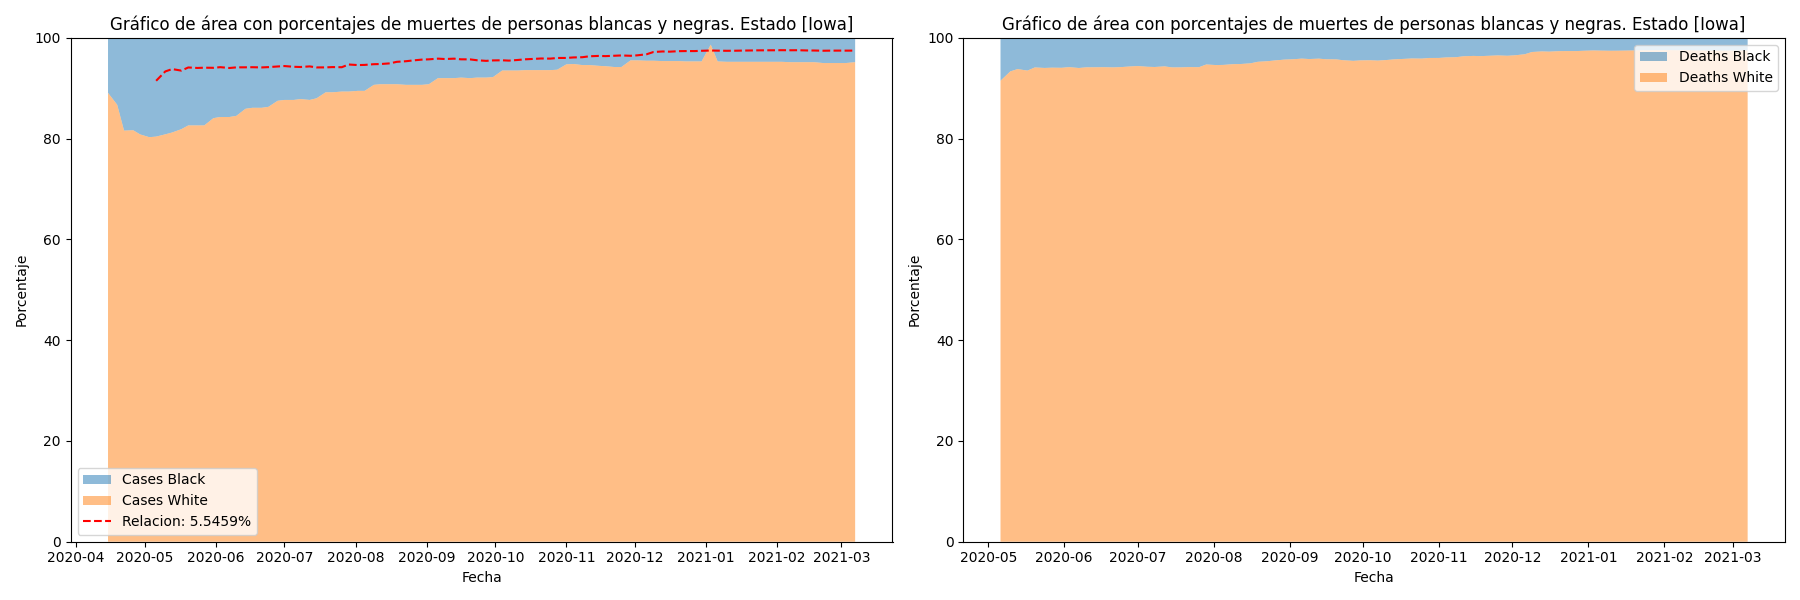 Gráfico de área con porcentajes de muertes de personas blancas y negras. Estado [Iowa]
100
80
60
40
20
0
Porcentaje
Cases Black
Cases White
Relacion: 5.5459%
2020-04 2020-05 2020-06 2020-07 2020-08 2020-09 2020-10 2020-11 2020-12 2021-01 2021-02 2021-03
Fecha
Gráfico de área con porcentajes de muertes de personas blancas y negras. Estado [Iowa]
100
80
60
40
20
0
Porcentaje
Deaths Black
Deaths White
2020-05 2020-06 2020-07 2020-08 2020-09 2020-10 2020-11 2020-12 2021-01 2021-02 2021-03
Fecha